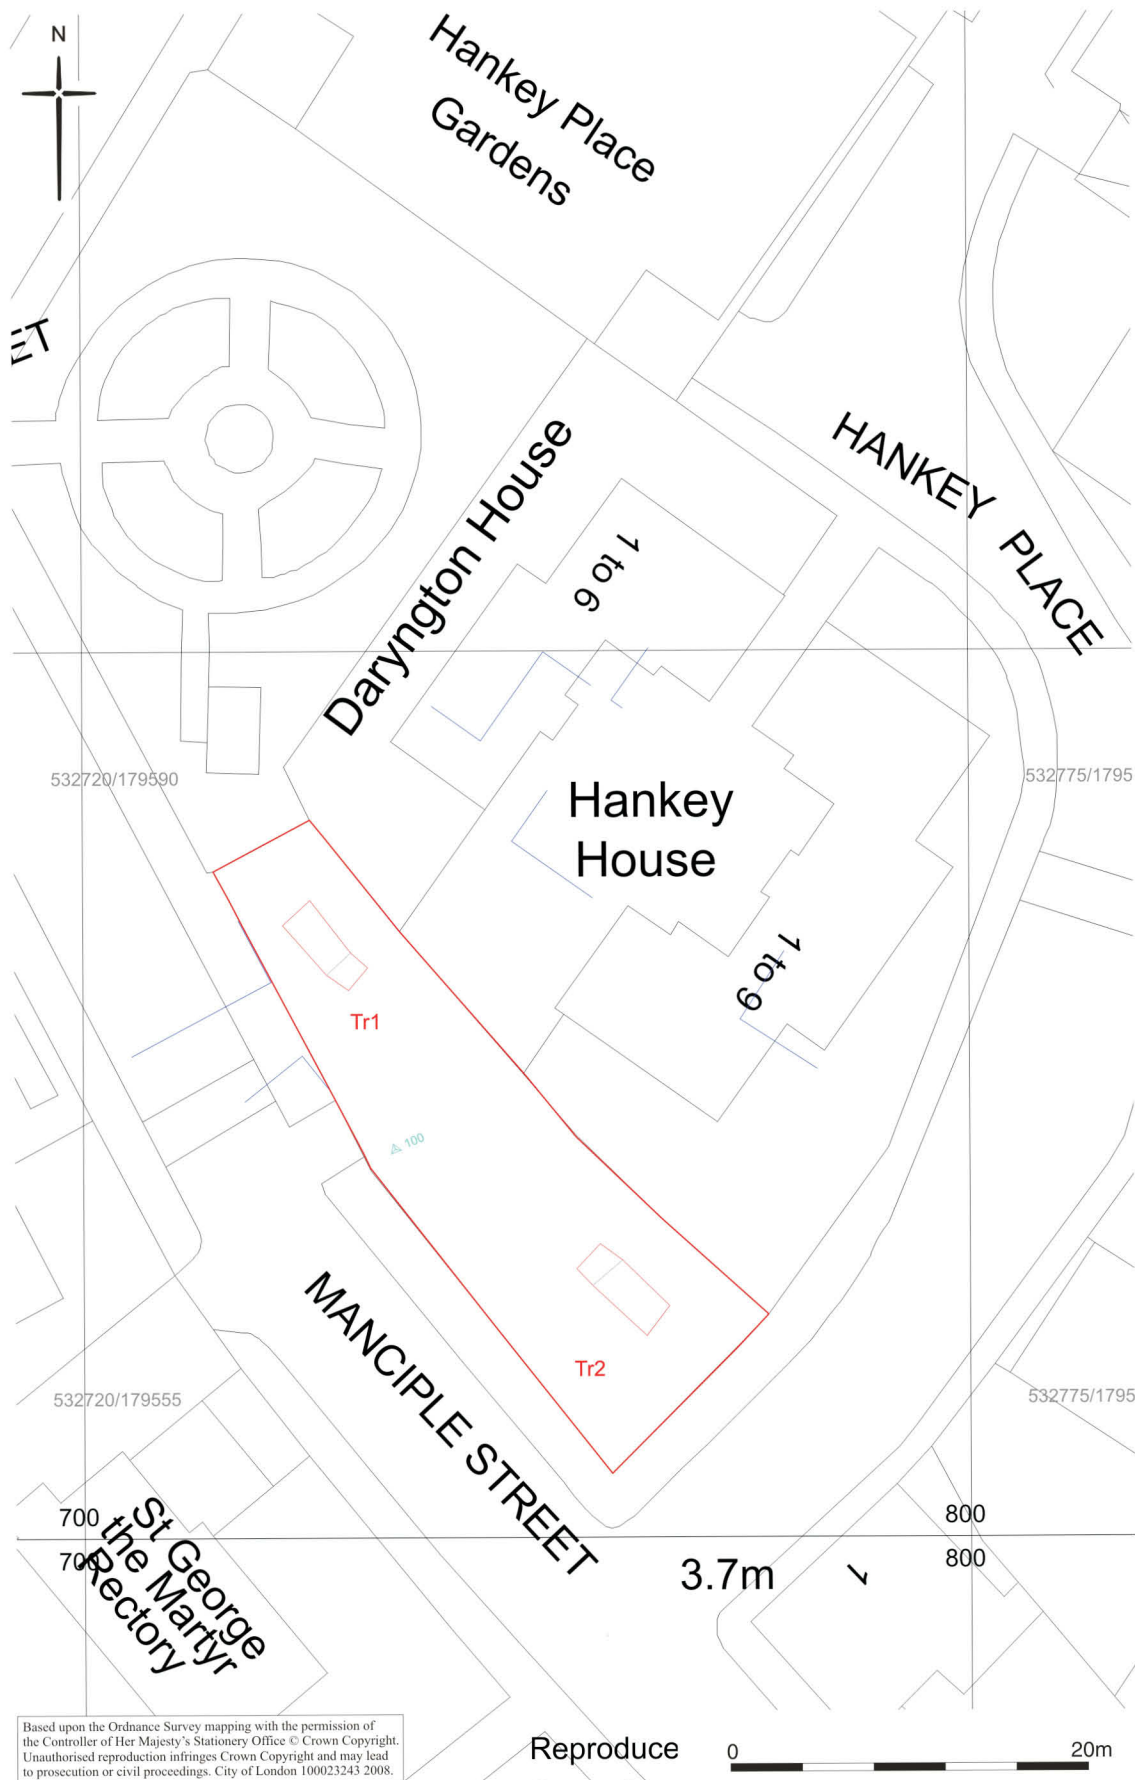 N
Hankey Place
Gardens
ET
HANKEY PLACE
Daryngton House
1 to 6
532720/179590
532775/1795
Hankey
House
1 to 9
Tr1
100
MANCIPLE STREET
Tr2
532720/179555
532775/1795
700
700
800
800
St George
the Martyr
Rectory
3.7m
1
Based upon the Ordnance Survey mapping with the permission of
the Controller of Her Majesty's Stationery Office © Crown Copyright.
Unauthorised reproduction infringes Crown Copyright and may lead
to prosecution or civil proceedings. City of London 100023243 2008.
Reproduce
0 20m